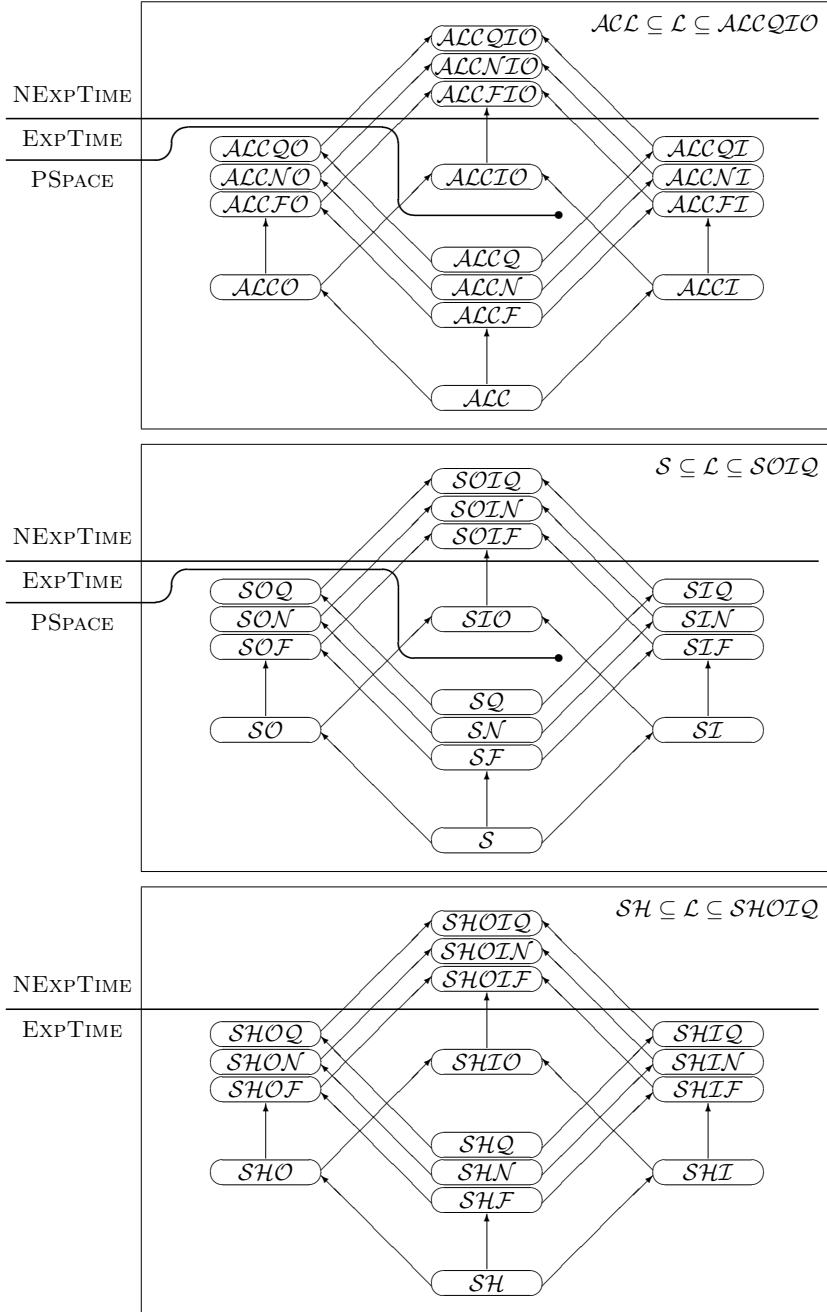 𝒜𝒞ℒ ⊆ ℒ ⊆ 𝒜ℒ𝒞𝒬ℐ𝒪
𝒜ℒ𝒞𝒬ℐ𝒪
𝒜ℒ𝒞𝒩ℐ𝒪
NEXPTIME
𝒜ℒ𝒞ℱℐ𝒪
EXPTIME
𝒜ℒ𝒞𝒬𝒪 𝒜ℒ𝒞𝒬ℐ
PSPACE
𝒜ℒ𝒞𝒩𝒪 𝒜ℒ𝒞ℐ𝒪 𝒜ℒ𝒞𝒩ℐ
𝒜ℒ𝒞ℱ𝒪 𝒜ℒ𝒞ℱℐ
𝒜ℒ𝒞𝒬
𝒜ℒ𝒞𝒪 𝒜ℒ𝒞𝒩 𝒜ℒ𝒞ℐ
𝒜ℒ𝒞ℱ
𝒜ℒ𝒞
𝒮 ⊆ ℒ ⊆ 𝒮𝒪ℐ𝒬
𝒮𝒪ℐ𝒬
𝒮𝒪ℐ𝒩
NEXPTIME 𝒮𝒪ℐℱ
EXPTIME
𝒮𝒪𝒬 𝒮ℐ𝒬
PSPACE 𝒮𝒪𝒩 𝒮ℐ𝒪 𝒮ℐ𝒩
𝒮𝒪ℱ 𝒮ℐℱ
𝒮𝒬
𝒮𝒪 𝒮𝒩 𝒮ℐ
𝒮ℱ
𝒮
𝒮ℋ ⊆ ℒ ⊆ 𝒮ℋ𝒪ℐ𝒬
𝒮ℋ𝒪ℐ𝒬
𝒮ℋ𝒪ℐ𝒩
NEXPTIME 𝒮ℋ𝒪ℐℱ
EXPTIME 𝒮ℋ𝒪𝒬 𝒮ℋℐ𝒬
𝒮ℋ𝒪𝒩 𝒮ℋℐ𝒪 𝒮ℋℐ𝒩
𝒮ℋ𝒪ℱ 𝒮ℋℐℱ
𝒮ℋ𝒬
𝒮ℋ𝒪 𝒮ℋ𝒩 𝒮ℋℐ
𝒮ℋℱ
𝒮ℋ